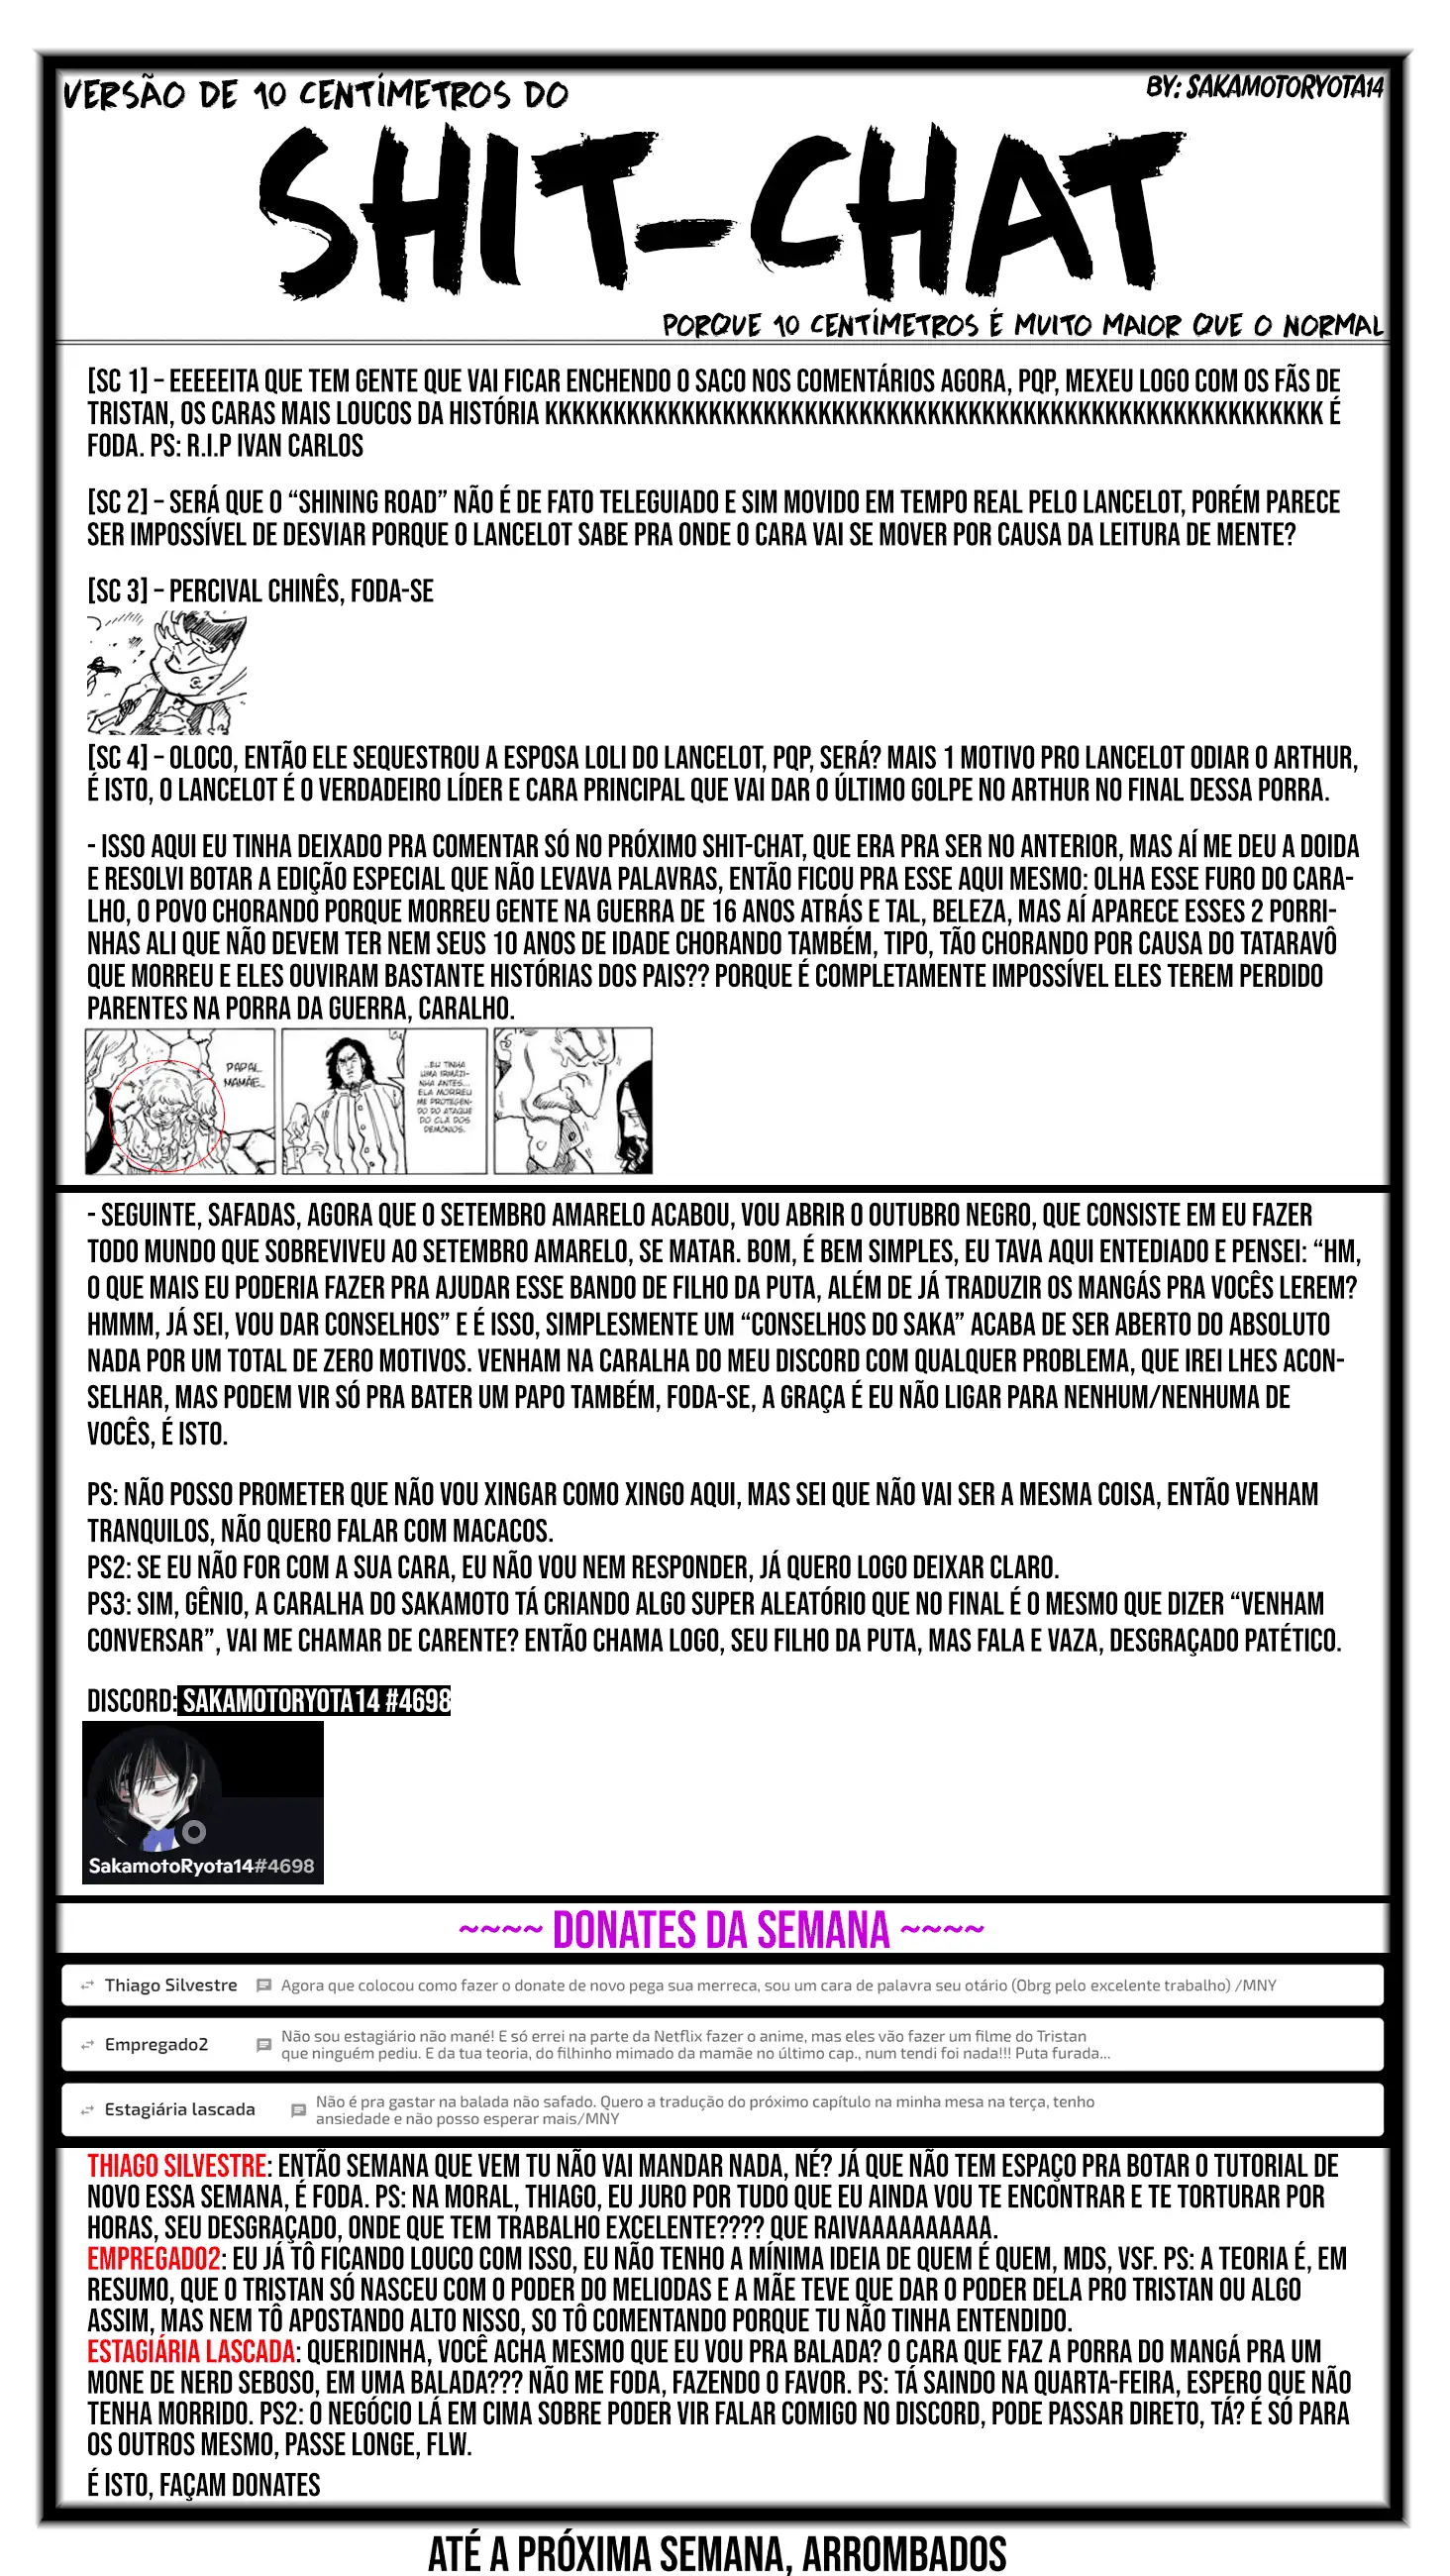 VERSÃO DE 10 CENTÍMETROS DO
BY: SAKAMOTORYOTA14
SHIT-CHAT
PORQUE 10 CENTÍMETROS É MUITO MAIOR QUE O NORMAL
[SC 1] – EEEEEITA QUE TEM GENTE QUE VAI FICAR ENCHENDO O SACO NOS COMENTÁRIOS AGORA, PQP, MEXEU LOGO COM OS FÃS DE
TRISTAN, OS CARAS MAIS LOUCOS DA HISTÓRIA KKKKKKKKKKKKKKKKKKKKKKKKKKKKKKKKKKKKKKKKKKKKKKKKKKKKKKKKK É
FODA. PS: R.I.P IVAN CARLOS
[SC 2] – SERÁ QUE O “SHINING ROAD” NÃO É DE FATO TELEGUIADO E SIM MOVIDO EM TEMPO REAL PELO LANCELOT, PORÉM PARECE
SER IMPOSSÍVEL DE DESVIAR PORQUE O LANCELOT SABE PRA ONDE O CARA VAI SE MOVER POR CAUSA DA LEITURA DE MENTE?
[SC 3] – PERCIVAL CHINÊS, FODA-SE
[SC 4] – OLOCO, ENTÃO ELE SEQUESTROU A ESPOSA LOLI DO LANCELOT, PQP, SERÁ? MAIS 1 MOTIVO PRO LANCELOT ODIAR O ARTHUR,
É ISTO, O LANCELOT É O VERDADEIRO LÍDER E CARA PRINCIPAL QUE VAI DAR O ÚLTIMO GOLPE NO ARTHUR NO FINAL DESSA PORRA.
- ISSO AQUI EU TINHA DEIXADO PRA COMENTAR SÓ NO PRÓXIMO SHIT-CHAT, QUE ERA PRA SER NO ANTERIOR, MAS AÍ ME DEU A DOIDA
E RESOLVI BOTAR A EDIÇÃO ESPECIAL QUE NÃO LEVAVA PALAVRAS, ENTÃO FICOU PRA ESSE AQUI MESMO: OLHA ESSE FURO DO CARA-
LHO, O POVO CHORANDO PORQUE MORREU GENTE NA GUERRA DE 16 ANOS ATRÁS E TAL, BELEZA, MAS AÍ APARECE ESSES 2 PORRI-
NHAS ALI QUE NÃO DEVEM TER NEM SEUS 10 ANOS DE IDADE CHORANDO TAMBÉM, TIPO, TÃO CHORANDO POR CAUSA DO TATARAVÔ
QUE MORREU E ELES OUVIRAM BASTANTE HISTÓRIAS DOS PAIS?? PORQUE É COMPLETAMENTE IMPOSSÍVEL ELES TEREM PERDIDO
PARENTES NA PORRA DA GUERRA, CARALHO.
PAPAI...
MAMÃE...
...EU TINHA
UMA IRMÃZI-
NHA ANTES...
ELA MORREU
ME PROTEGEN-
DO DO ATAQUE
DO CLÃ DOS
DEMÔNIOS.
- SEGUINTE, SAFADAS, AGORA QUE O SETEMBRO AMARELO ACABOU, VOU ABRIR O OUTUBRO NEGRO, QUE CONSISTE EM EU FAZER
TODO MUNDO QUE SOBREVIVEU AO SETEMBRO AMARELO, SE MATAR. BOM, É BEM SIMPLES, EU TAVA AQUI ENTEDIADO E PENSEI: “HM,
O QUE MAIS EU PODERIA FAZER PRA AJUDAR ESSE BANDO DE FILHO DA PUTA, ALÉM DE JÁ TRADUZIR OS MANGÁS PRA VOCÊS LEREM?
HMMM, JÁ SEI, VOU DAR CONSELHOS” E É ISSO, SIMPLESMENTE UM “CONSELHOS DO SAKA” ACABA DE SER ABERTO DO ABSOLUTO
NADA POR UM TOTAL DE ZERO MOTIVOS. VENHAM NA CARALHA DO MEU DISCORD COM QUALQUER PROBLEMA, QUE IREI LHES ACON-
SELHAR, MAS PODEM VIR SÓ PRA BATER UM PAPO TAMBÉM, FODA-SE, A GRAÇA É EU NÃO LIGAR PARA NENHUM/NENHUMA DE
VOCÊS, É ISTO.
PS: NÃO POSSO PROMETER QUE NÃO VOU XINGAR COMO XINGO AQUI, MAS SEI QUE NÃO VAI SER A MESMA COISA, ENTÃO VENHAM
TRANQUILOS, NÃO QUERO FALAR COM MACACOS.
PS2: SE EU NÃO FOR COM A SUA CARA, EU NÃO VOU NEM RESPONDER, JÁ QUERO LOGO DEIXAR CLARO.
PS3: SIM, GÊNIO, A CARALHA DO SAKAMOTO TÁ CRIANDO ALGO SUPER ALEATÓRIO QUE NO FINAL É O MESMO QUE DIZER “VENHAM
CONVERSAR”, VAI ME CHAMAR DE CARENTE? ENTÃO CHAMA LOGO, SEU FILHO DA PUTA, MAS FALA E VAZA, DESGRAÇADO PATÉTICO.
DISCORD: SAKAMOTORYOTA14 #4698
SakamotoRyota14#4698
~~~~ DONATES DA SEMANA ~~~~
Thiago Silvestre Agora que colocou como fazer o donate de novo pega sua merreca, sou um cara de palavra seu otário (Obrg pelo excelente trabalho) /MNY
Empregado2 Não sou estagiário não mané! E só errei na parte da Netflix fazer o anime, mas eles vão fazer um filme do Tristan
que ninguém pediu. E da tua teoria, do filhinho mimado da mamãe no último cap., num tendi foi nada!!! Puta furada...
Estagiária lascada Não é pra gastar na balada não safado. Quero a tradução do próximo capítulo na minha mesa na terça, tenho
ansiedade e não posso esperar mais/MNY
THIAGO SILVESTRE: ENTÃO SEMANA QUE VEM TU NÃO VAI MANDAR NADA, NÉ? JÁ QUE NÃO TEM ESPAÇO PRA BOTAR O TUTORIAL DE
NOVO ESSA SEMANA, É FODA. PS: NA MORAL, THIAGO, EU JURO POR TUDO QUE EU AINDA VOU TE ENCONTRAR E TE TORTURAR POR
HORAS, SEU DESGRAÇADO, ONDE QUE TEM TRABALHO EXCELENTE???? QUE RAIVAAAAAAAAAA.
EMPREGADO2: EU JÁ TÔ FICANDO LOUCO COM ISSO, EU NÃO TENHO A MÍNIMA IDEIA DE QUEM É QUEM, MDS, VSF. PS: A TEORIA É, EM
RESUMO, QUE O TRISTAN SÓ NASCEU COM O PODER DO MELIODAS E A MÃE TEVE QUE DAR O PODER DELA PRO TRISTAN OU ALGO
ASSIM, MAS NEM TÔ APOSTANDO ALTO NISSO, SO TÔ COMENTANDO PORQUE TU NÃO TINHA ENTENDIDO.
ESTAGIÁRIA LASCADA: QUERIDINHA, VOCÊ ACHA MESMO QUE EU VOU PRA BALADA? O CARA QUE FAZ A PORRA DO MANGÁ PRA UM
MONE DE NERD SEBOSO, EM UMA BALADA??? NÃO ME FODA, FAZENDO O FAVOR. PS: TÁ SAINDO NA QUARTA-FEIRA, ESPERO QUE NÃO
TENHA MORRIDO. PS2: O NEGÓCIO LÁ EM CIMA SOBRE PODER VIR FALAR COMIGO NO DISCORD, PODE PASSAR DIRETO, TÁ? É SÓ PARA
OS OUTROS MESMO, PASSE LONGE, FLW.
É ISTO, FAÇAM DONATES
ATÉ A PRÓXIMA SEMANA, ARROMBADOS